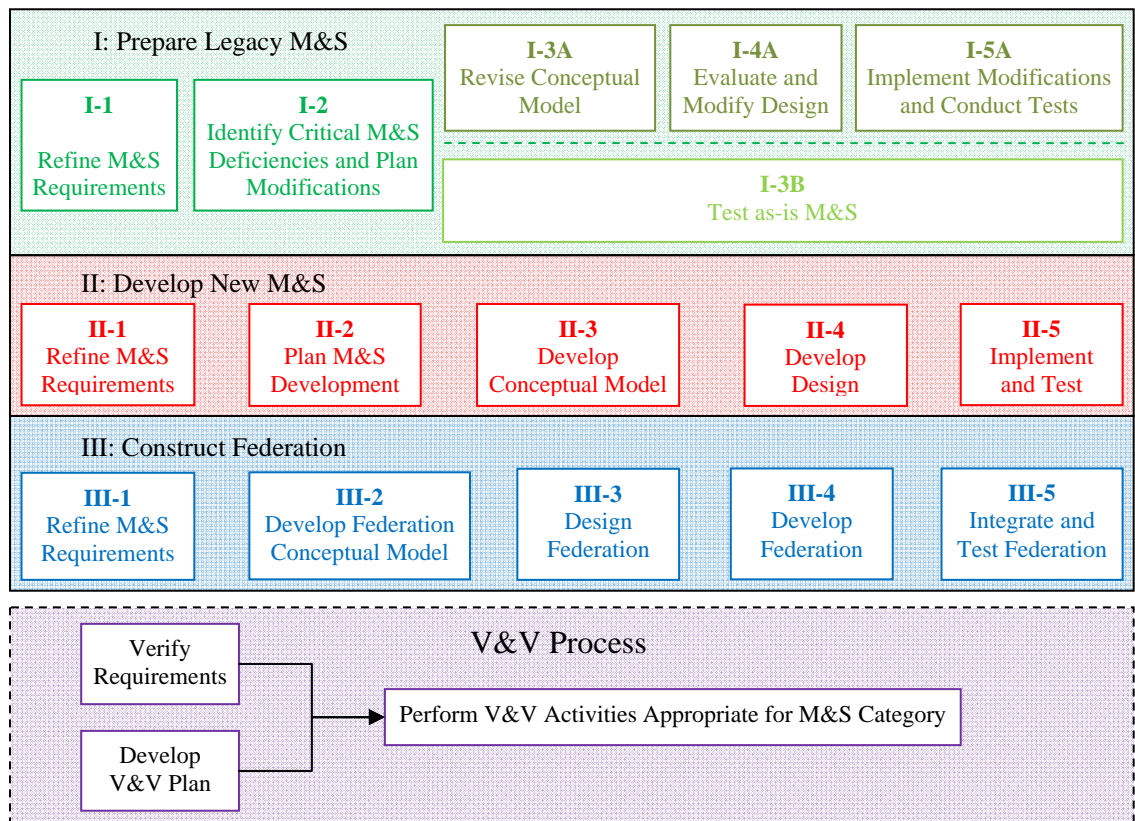 I: Prepare Legacy M&S
I-1
Refine M&S
Requirements
I-2
Identify Critical M&S
Deficiencies and Plan
Modifications
I-3A
Revise Conceptual
Model
I-4A
Evaluate and
Modify Design
I-5A
Implement Modifications
and Conduct Tests
I-3B
Test as-is M&S
II: Develop New M&S
II-1
Refine M&S
Requirements
II-2
Plan M&S
Development
II-3
Develop
Conceptual Model
II-4
Develop
Design
II-5
Implement
and Test
III: Construct Federation
III-1
Refine M&S
Requirements
III-2
Develop Federation
Conceptual Model
III-3
Design
Federation
III-4
Develop
Federation
III-5
Integrate and
Test Federation
V&V Process
Verify
Requirements
Develop
V&V Plan
Perform V&V Activities Appropriate for M&S Category